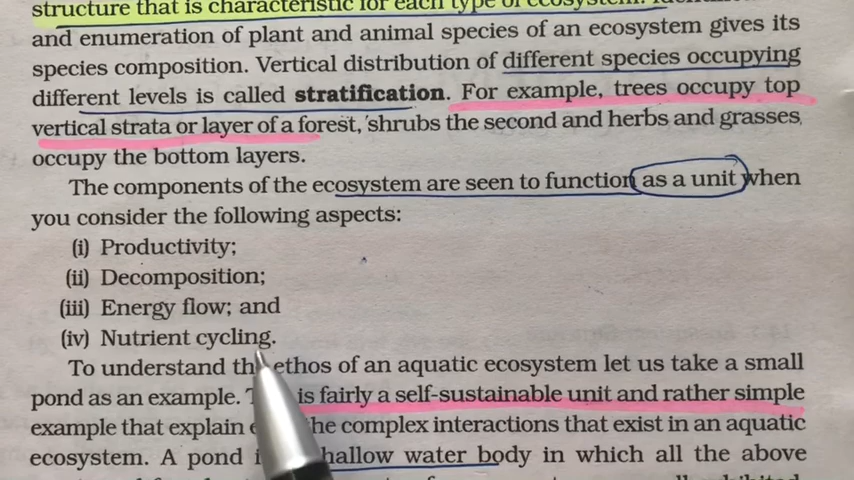 structure that is characteristic for each type of ecosystem.
and enumeration of plant and animal species of an ecosystem gives its
species composition. Vertical distribution of different species occupying
different levels is called stratification. For example, trees occupy top
vertical strata or layer of a forest, shrubs the second and herbs and grasses
occupy the bottom layers.
The components of the ecosystem are seen to function as a unit when
you consider the following aspects:
(i) Productivity;
(ii) Decomposition;
(iii) Energy flow; and
(iv) Nutrient cycling.
To understand the ethos of an aquatic ecosystem let us take a small
pond as an example. is fairly a self-sustainable unit and rather simple
example that explain the complex interactions that exist in an aquatic
ecosystem. A pond hallow water body in which all the above